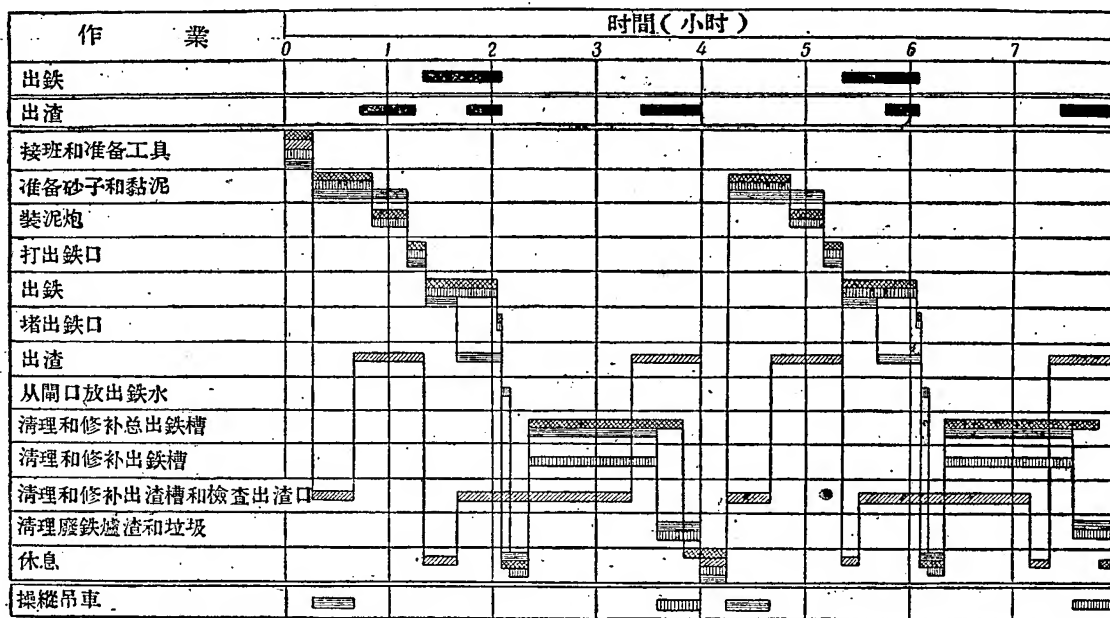 作業
时間(小时)
0 1 2 3 4 5 6 7
出鉄
出渣
接班和准备工具
准备砂子和黏泥
装泥炮
打出鉄口
出鉄
堵出鉄口
出渣
从閘口放出鉄水
清理和修补总出鉄槽
清理和修补出鉄槽
清理和修补出渣槽和檢査出渣口
清理廢鉄爐渣和垃圾
休息
操縱吊車